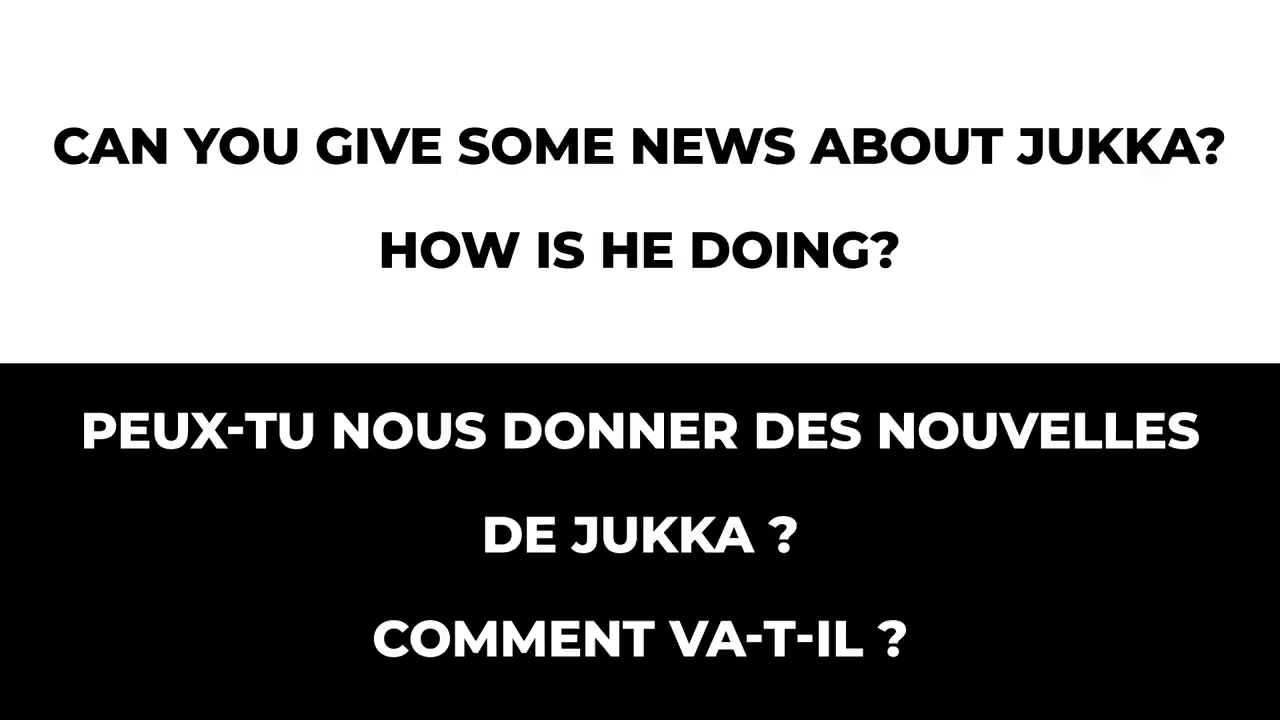 CAN YOU GIVE SOME NEWS ABOUT JUKKA?
HOW IS HE DOING?
PEUX-TU NOUS DONNER DES NOUVELLES
DE JUKKA ?
COMMENT VA-T-IL ?